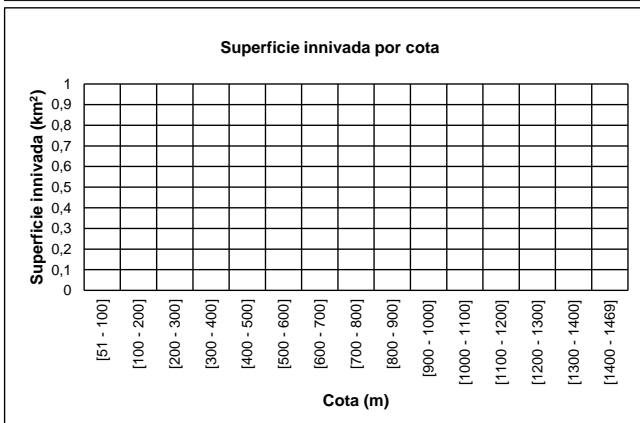 Superficie innivada por cota
Superficie innivada (km²)
1
0,9
0,8
0,7
0,6
0,5
0,4
0,3
0,2
0,1
0
[51 - 100]
[100 - 200]
[200 - 300]
[300 - 400]
[400 - 500]
[500 - 600]
[600 - 700]
[700 - 800]
[800 - 900]
[900 - 1000]
[1000 - 1100]
[1100 - 1200]
[1200 - 1300]
[1300 - 1400]
[1400 - 1469]
Cota (m)